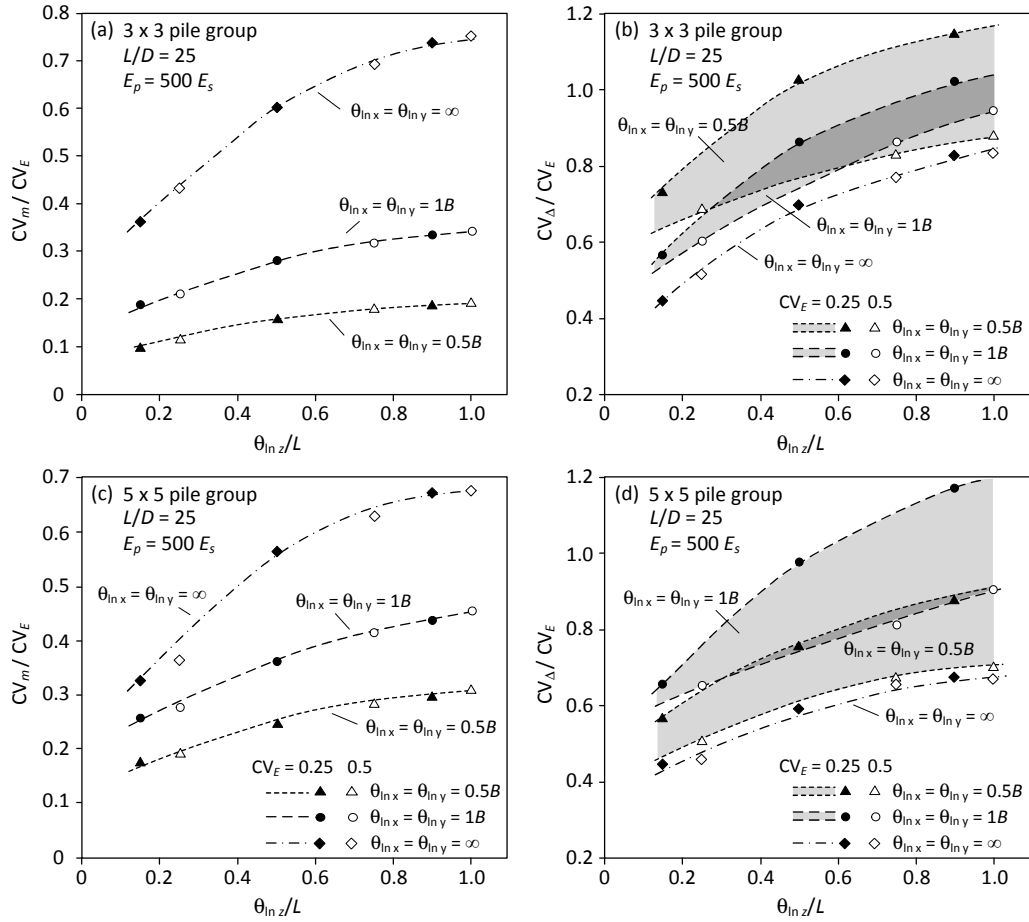 (a) 3 x 3 pile group
L/D = 25
Ep = 500 Es
θln x = θln y = ∞
θln x = θln y = 1B
θln x = θln y = 0.5B
0.8
0.7
0.6
0.5
0.4
0.3
0.2
0.1
0
CVm / CVE
0 0.2 0.4 0.6 0.8 1.0
θln z/L
(b) 3 x 3 pile group
L/D = 25
Ep = 500 Es
θln x = θln y = 0.5B
θln x = θln y = 1B
θln x = θln y = ∞
CVE = 0.25 0.5
θln x = θln y = 0.5B
θln x = θln y = 1B
θln x = θln y = ∞
1.2
1.0
0.8
0.6
0.4
0.2
CVΔ / CVE
0 0.2 0.4 0.6 0.8 1.0
θln z/L
(c) 5 x 5 pile group
L/D = 25
Ep = 500 Es
θln x = θln y = ∞
θln x = θln y = 1B
θln x = θln y = 0.5B
CVE = 0.25 0.5
θln x = θln y = 0.5B
θln x = θln y = 1B
θln x = θln y = ∞
0.7
0.6
0.5
0.4
0.3
0.2
0.1
0
CVm / CVE
0 0.2 0.4 0.6 0.8 1.0
θln z/L
(d) 5 x 5 pile group
L/D = 25
Ep = 500 Es
θln x = θln y = 1B
θln x = θln y = 0.5B
θln x = θln y = ∞
CVE = 0.25 0.5
θln x = θln y = 0.5B
θln x = θln y = 1B
θln x = θln y = ∞
1.2
1.0
0.8
0.6
0.4
0.2
CVΔ / CVE
0 0.2 0.4 0.6 0.8 1.0
θln z/L